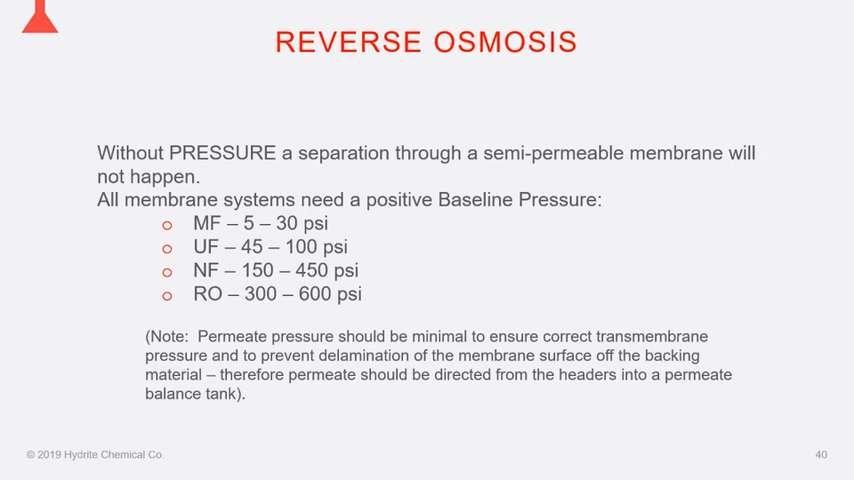 REVERSE OSMOSIS
Without PRESSURE a separation through a semi-permeable membrane will
not happen.
All membrane systems need a positive Baseline Pressure:
o MF – 5 – 30 psi
o UF – 45 – 100 psi
o NF – 150 – 450 psi
o RO – 300 – 600 psi
(Note:  Permeate pressure should be minimal to ensure correct transmembrane
pressure and to prevent delamination of the membrane surface off the backing
material – therefore permeate should be directed from the headers into a permeate
balance tank).
© 2019 Hydrite Chemical Co.
40